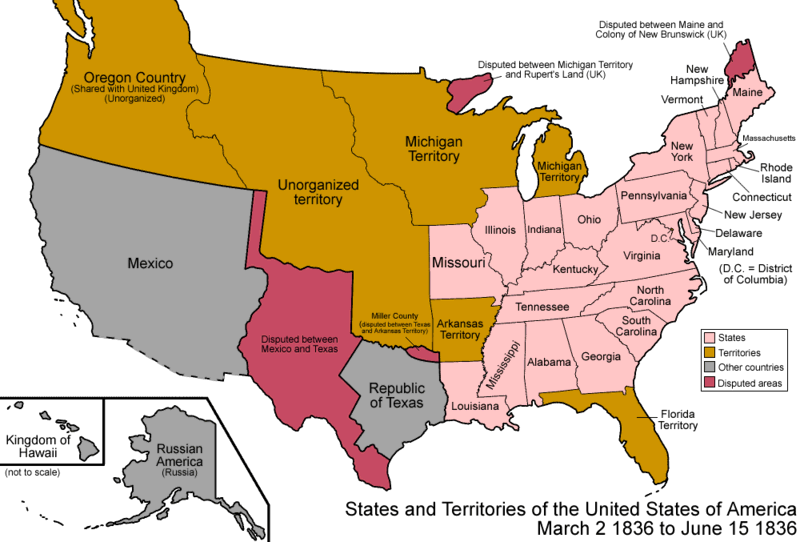 Disputed between Maine and
Colony of New Brunswick (UK)
Disputed between Michigan Territory
and Rupert's Land (UK)
Oregon Country
(Shared with United Kingdom)
(Unorganized)
New
Hampshire
Vermont
Maine
Massachusetts
Michigan
Territory
Michigan
Territory
New
York
Rhode
Island
Connecticut
Unorganized
territory
Pennsylvania
New Jersey
Illinois
Indiana
Ohio
Delaware
D.C.
Maryland
(D.C. = District
of Columbia)
Mexico
Missouri
Kentucky
Virginia
Tennessee
North
Carolina
South
Carolina
Miller County
(disputed between Texas
and Arkansas Territory)
Arkansas
Territory
Disputed between
Mexico and Texas
Mississippi
Alabama
Georgia
Republic
of Texas
Louisiana
Florida
Territory
States
Territories
Other countries
Disputed areas
Kingdom of
Hawaii
(not to scale)
Russian
America
(Russia)
States and Territories of the United States of America
March 2 1836 to June 15 1836